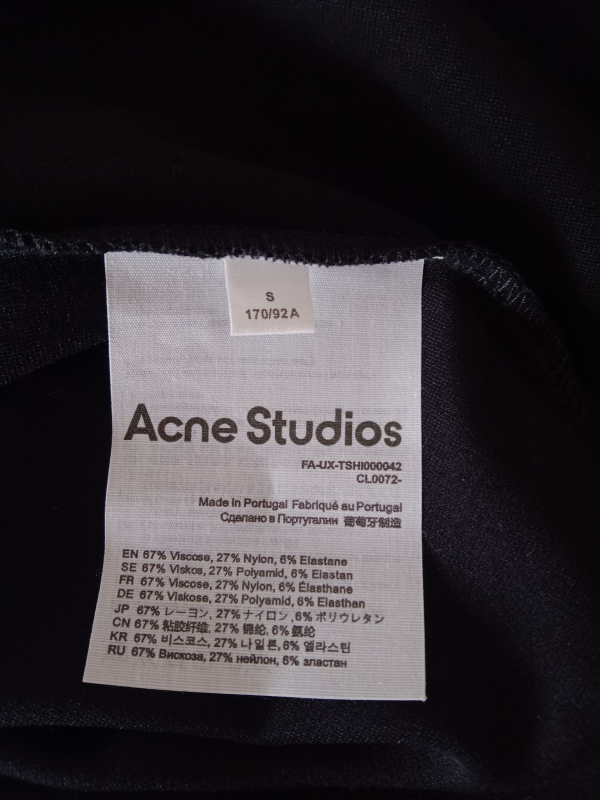 S
170/92A
Acne Studios
FA-UX-TSHI000042
CL0072-
Made in Portugal Fabriqué au Portugal
Сделано в Португалии 葡萄牙制造
EN 67% Viscose, 27% Nylon, 6% Elastane
SE 67% Viskos, 27% Polyamid, 6% Elastan
FR 67% Viscose, 27% Nylon, 6% Élasthane
DE 67% Viskose, 27% Polyamid, 6% Elasthan
JP 67% レーヨン, 27% ナイロン, 6% ポリウレタン
CN 67% 粘胶纤维, 27% 锦纶, 6% 氨纶
KR 67% 비스코스, 27% 나일론, 6% 엘라스틴
RU 67% Вискоза, 27% нейлон, 6% эластан